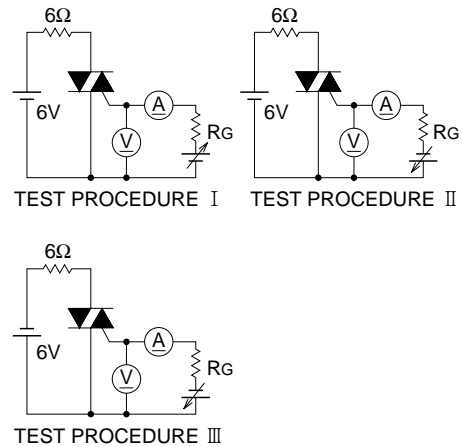 6Ω 6Ω
6V A V RG 6V A V RG
TEST PROCEDURE Ⅰ TEST PROCEDURE Ⅱ
6Ω
6V A V RG
TEST PROCEDURE Ⅲ